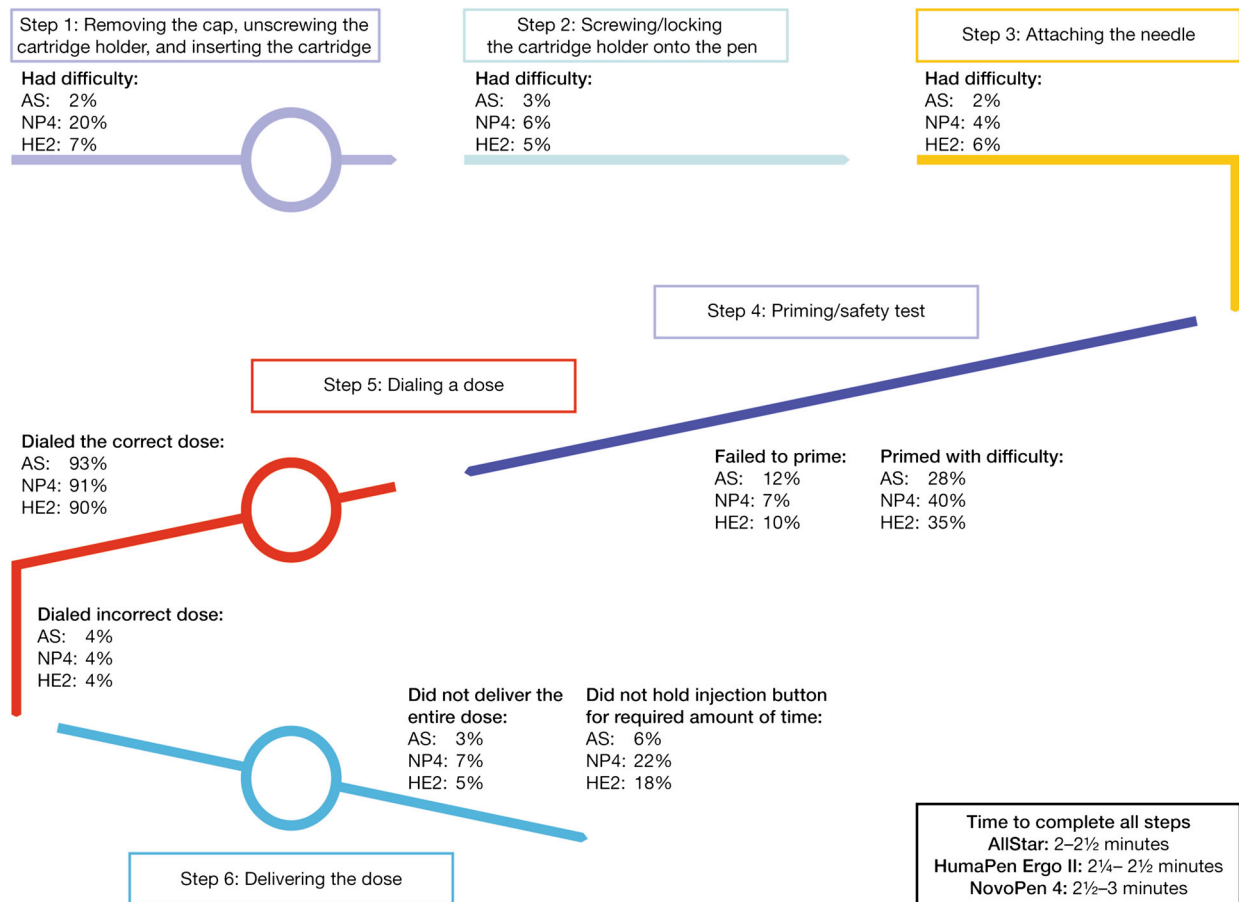 Step 1: Removing the cap, unscrewing the
cartridge holder, and inserting the cartridge
Had difficulty:
AS: 2%
NP4: 20%
HE2: 7%
Step 2: Screwing/locking
the cartridge holder onto the pen
Had difficulty:
AS: 3%
NP4: 6%
HE2: 5%
Step 3: Attaching the needle
Had difficulty:
AS: 2%
NP4: 4%
HE2: 6%
Step 4: Priming/safety test
Failed to prime:
AS: 12%
NP4: 7%
HE2: 10%
Primed with difficulty:
AS: 28%
NP4: 40%
HE2: 35%
Step 5: Dialing a dose
Dialed the correct dose:
AS: 93%
NP4: 91%
HE2: 90%
Dialed incorrect dose:
AS: 4%
NP4: 4%
HE2: 4%
Did not deliver the
entire dose:
AS: 3%
NP4: 7%
HE2: 5%
Did not hold injection button
for required amount of time:
AS: 6%
NP4: 22%
HE2: 18%
Step 6: Delivering the dose
Time to complete all steps
AllStar: 2–2½ minutes
HumaPen Ergo II: 2¼– 2½ minutes
NovoPen 4: 2½–3 minutes